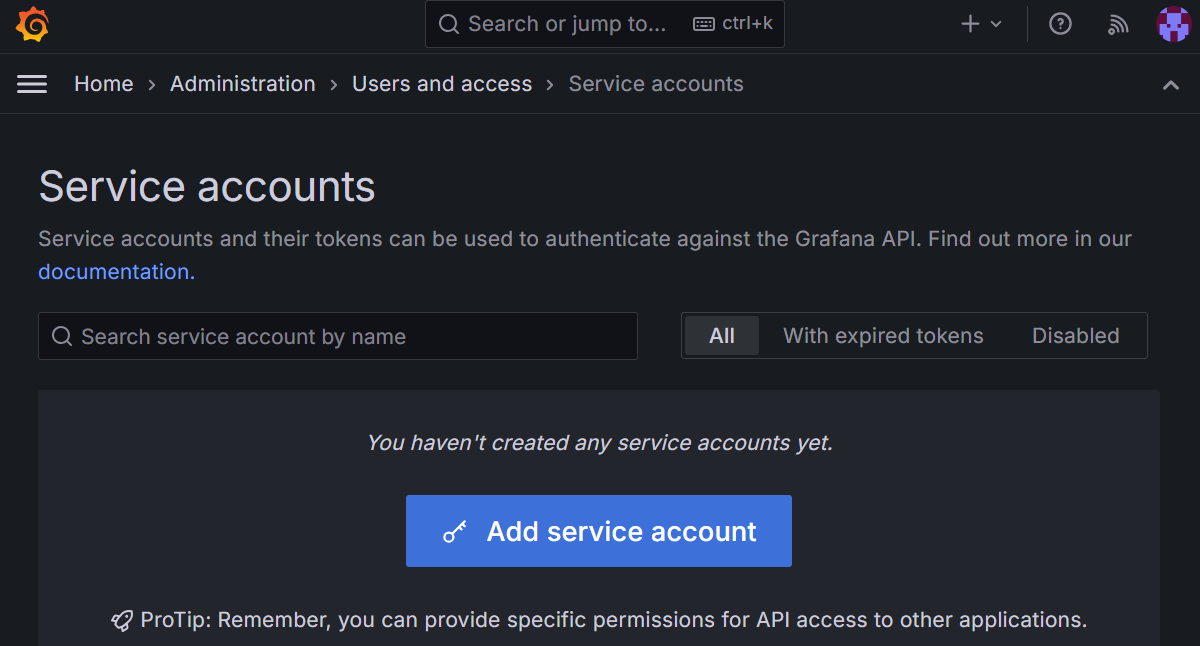 Search or jump to... ctrl+k
Home › Administration › Users and access › Service accounts
Service accounts
Service accounts and their tokens can be used to authenticate against the Grafana API. Find out more in our
documentation.
Search service account by name
All With expired tokens Disabled
You haven't created any service accounts yet.
Add service account
ProTip: Remember, you can provide specific permissions for API access to other applications.